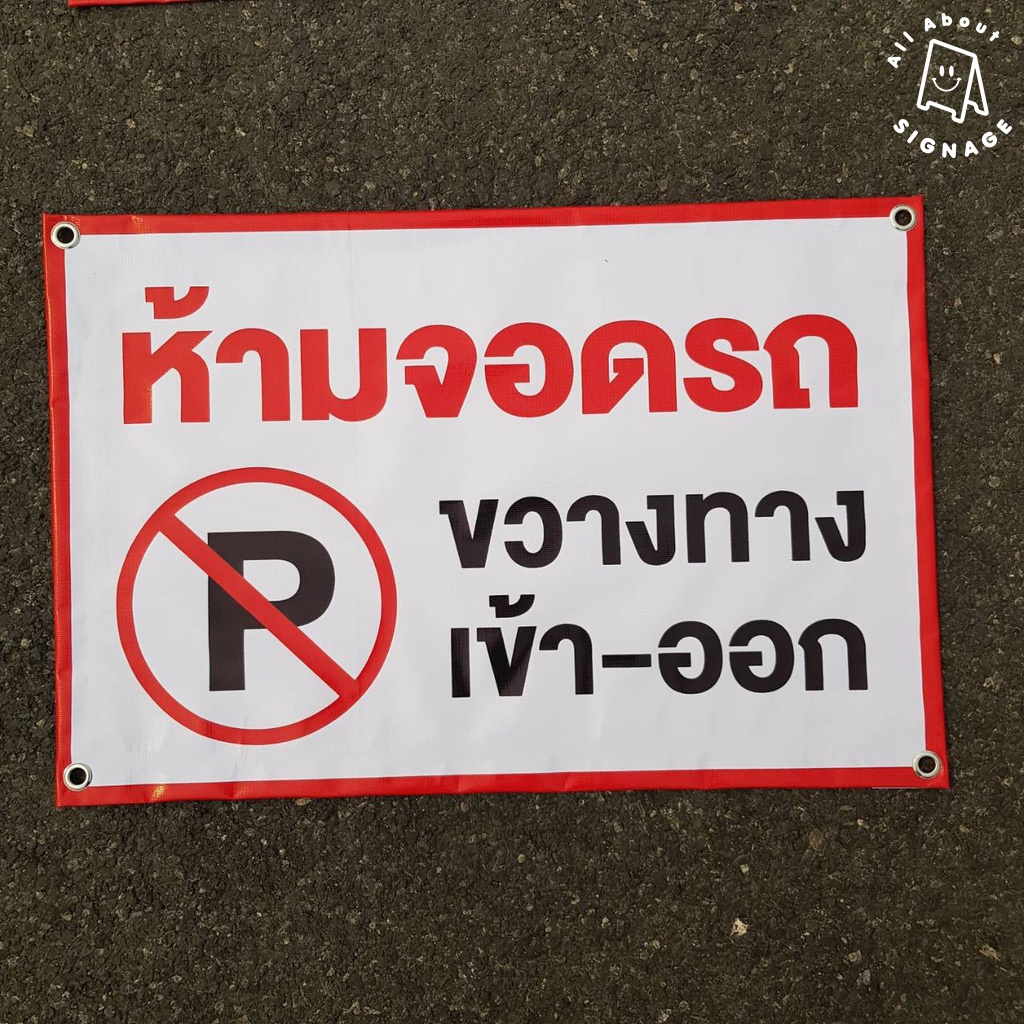 All About
SIGNAGE
ห้ามจอดรถ
P
ขวางทาง
เข้า-ออก